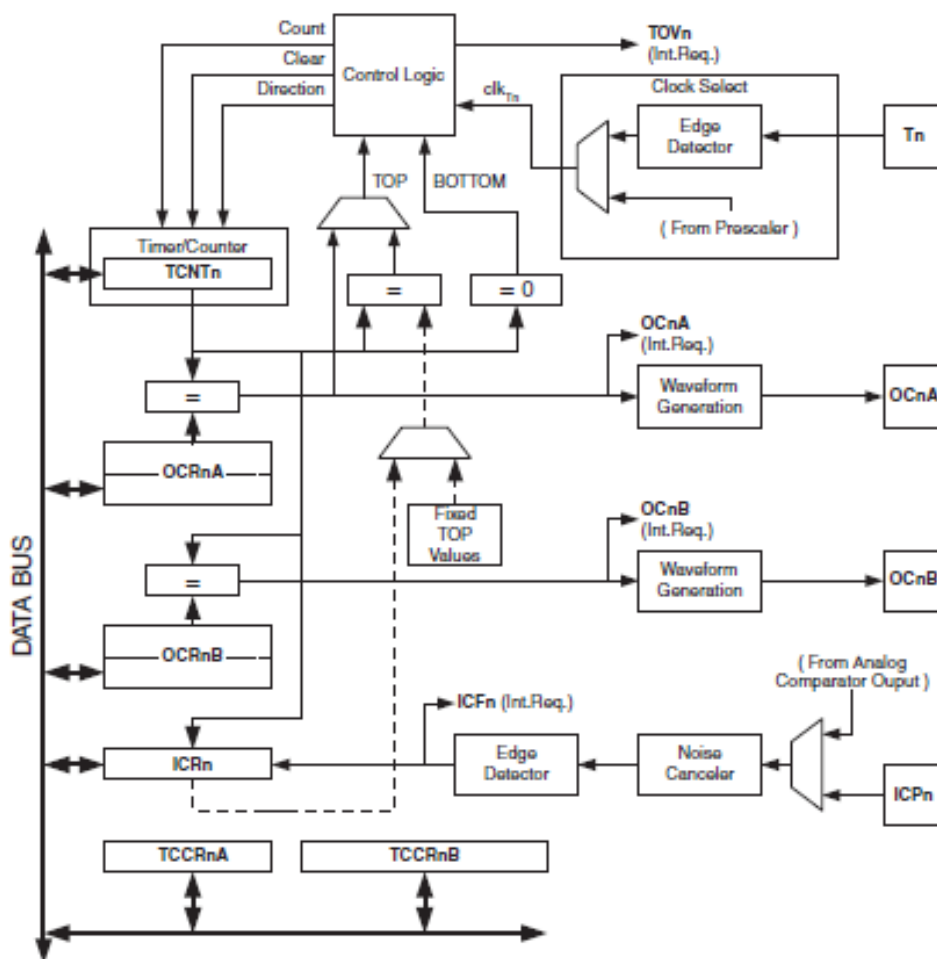 Count
Clear
Direction
Control Logic
TOVn
(Int.Req.)
clkTn
Clock Select
Edge
Detector
Tn
( From Prescaler )
TOP
BOTTOM
Timer/Counter
TCNTn
=
= 0
OCnA
(Int.Req.)
=
Waveform
Generation
OCnA
OCRnA
Fixed
TOP
Values
OCnB
(Int.Req.)
=
Waveform
Generation
OCnB
OCRnB
DATA BUS
( From Analog
Comparator Ouput )
ICFn (Int.Req.)
ICRn
Edge
Detector
Noise
Canceler
ICPn
TCCRnA
TCCRnB